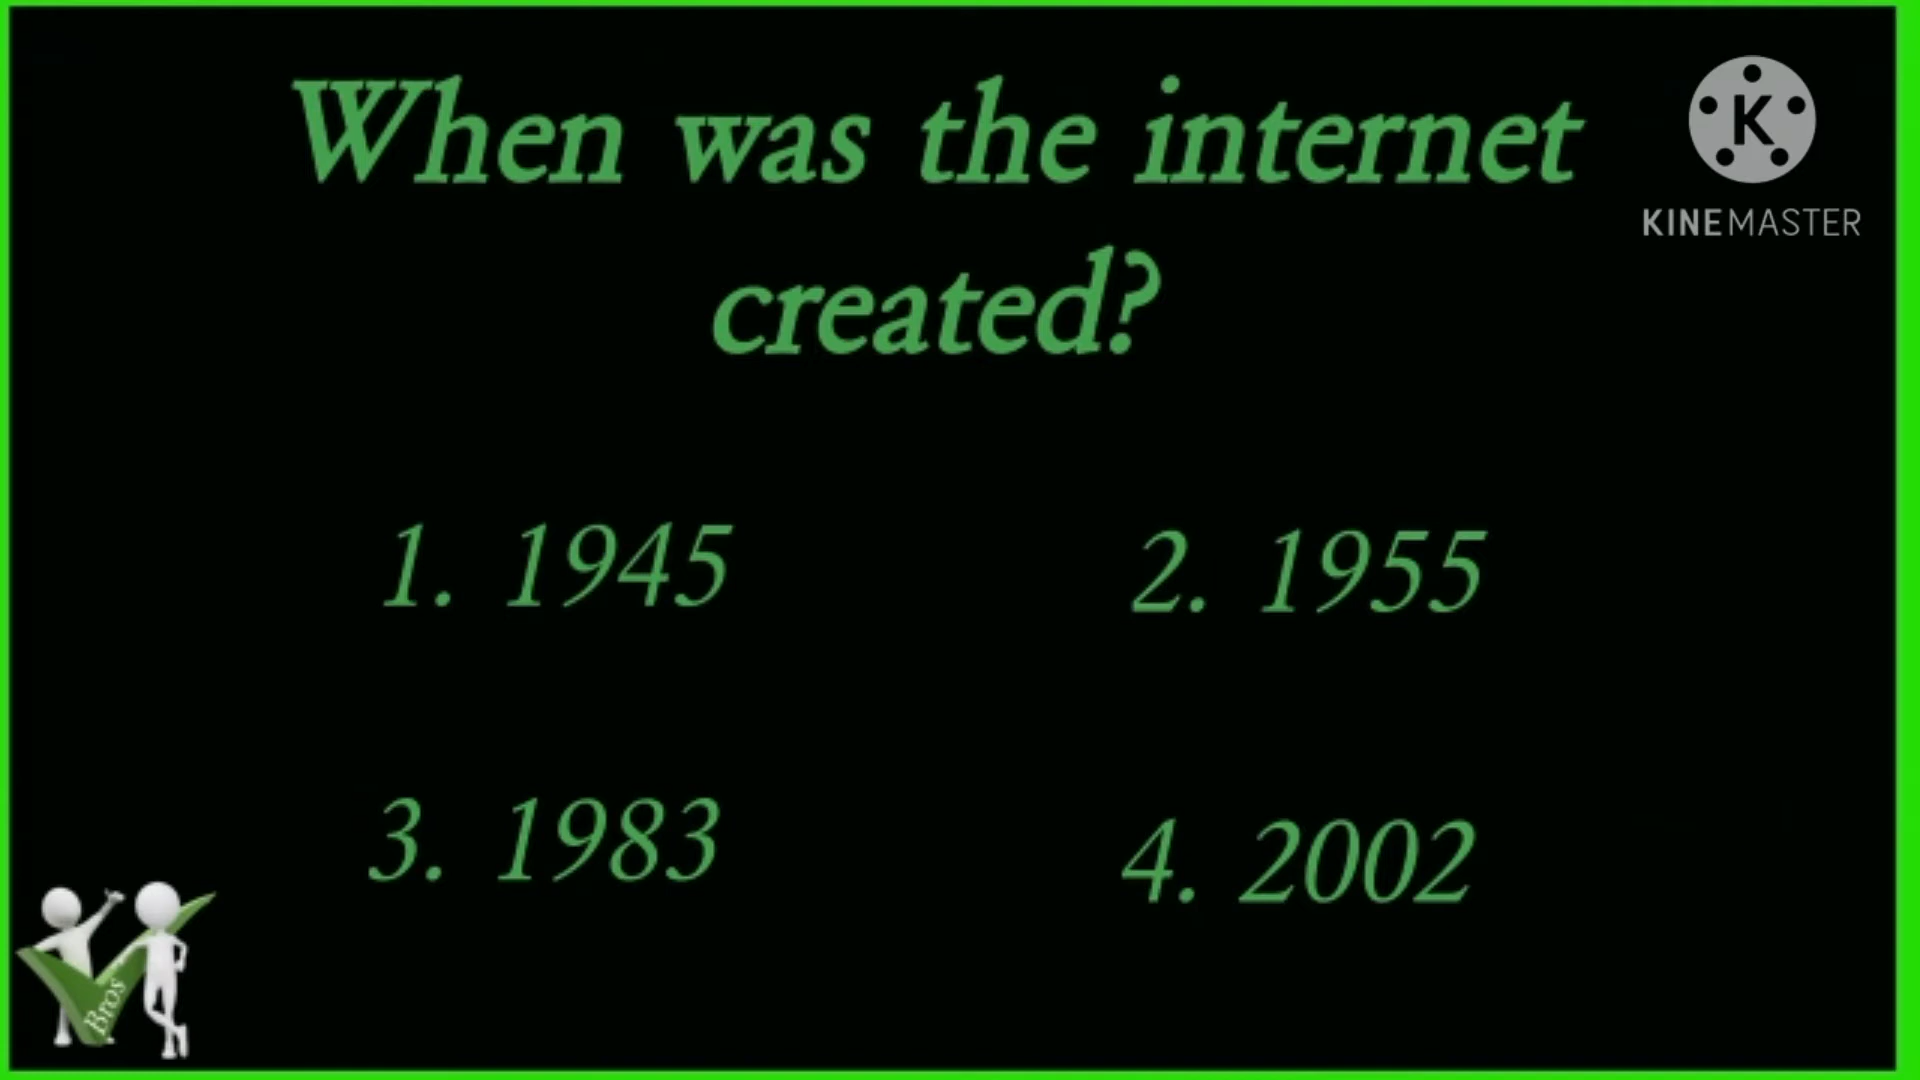 When was the internet
created?
K
KINEMASTER
1. 1945
2. 1955
3. 1983
4. 2002
Bros